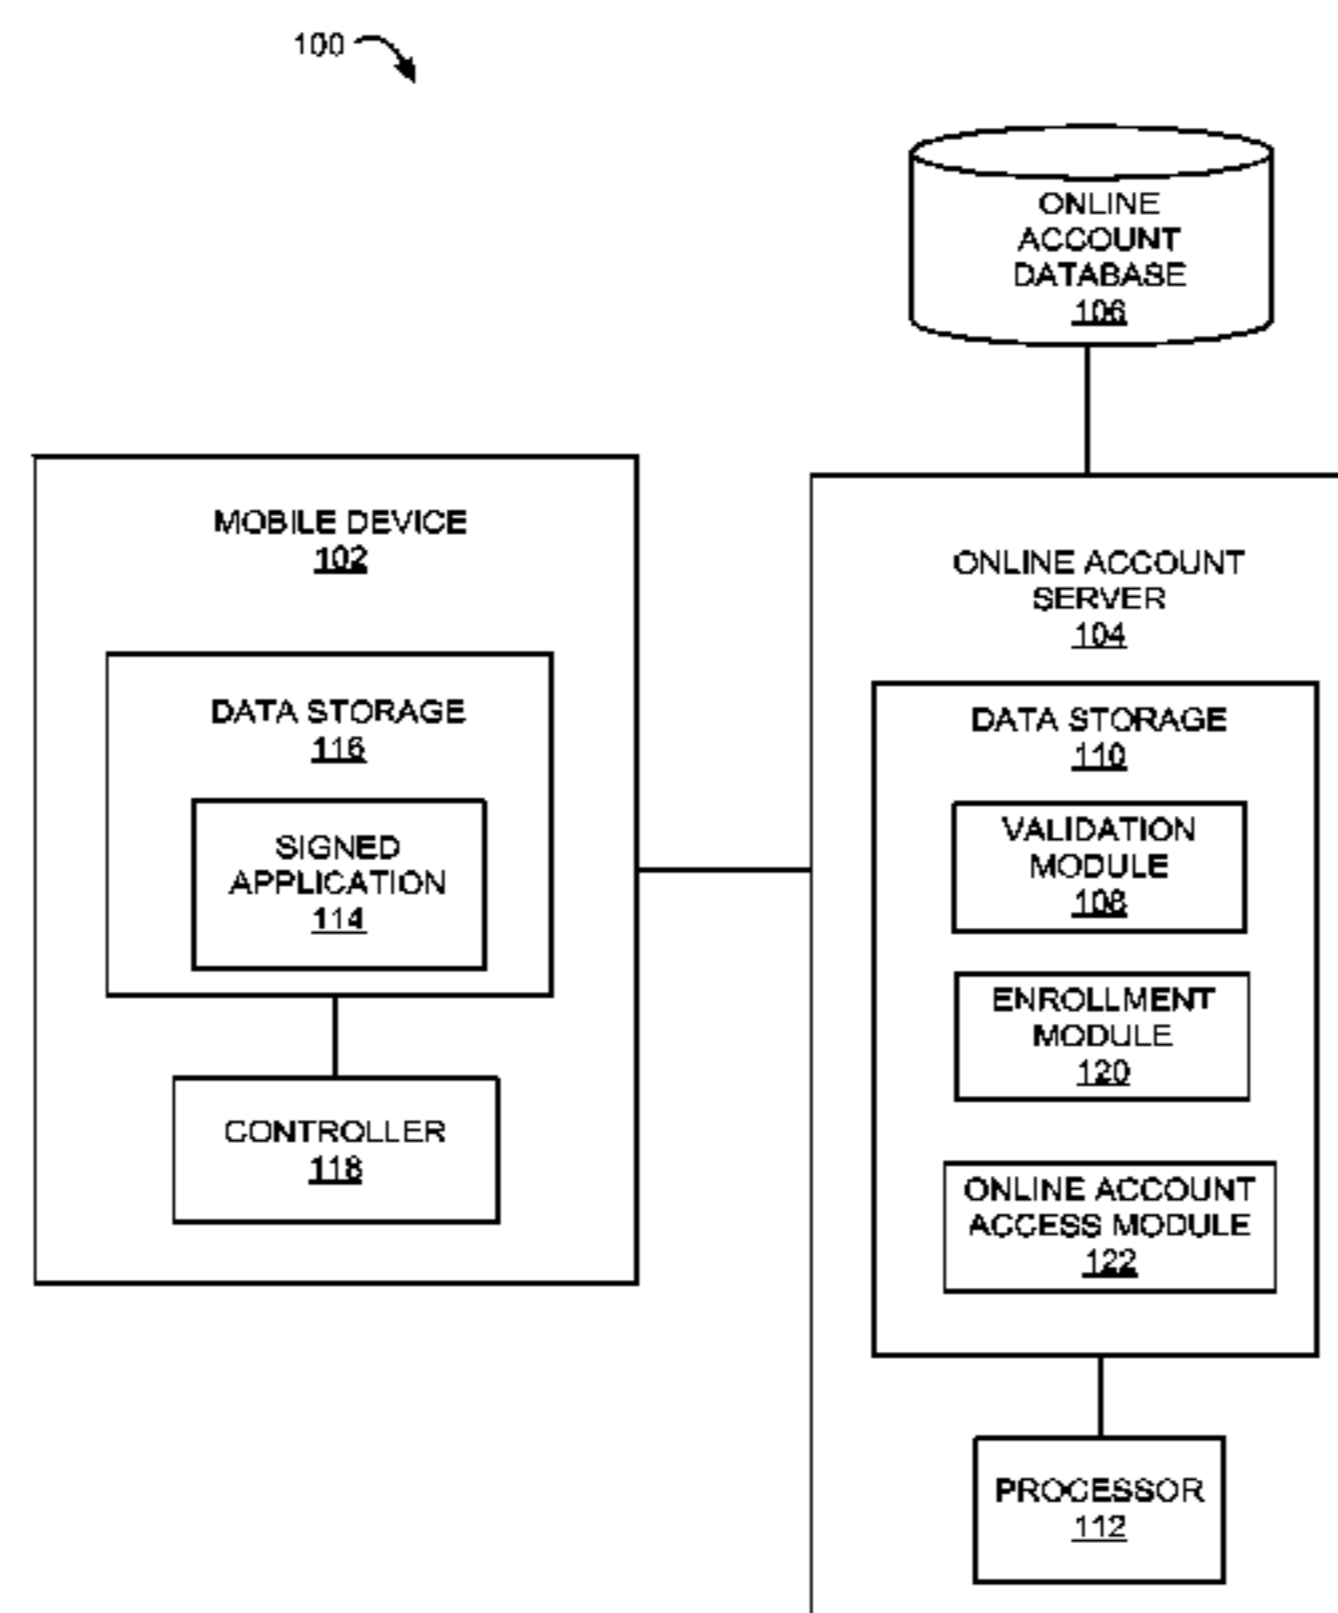 100
ONLINE
ACCOUNT
DATABASE
106
MOBILE DEVICE
102
DATA STORAGE
116
SIGNED
APPLICATION
114
CONTROLLER
118
ONLINE ACCOUNT
SERVER
104
DATA STORAGE
110
VALIDATION
MODULE
108
ENROLLMENT
MODULE
120
ONLINE ACCOUNT
ACCESS MODULE
122
PROCESSOR
112